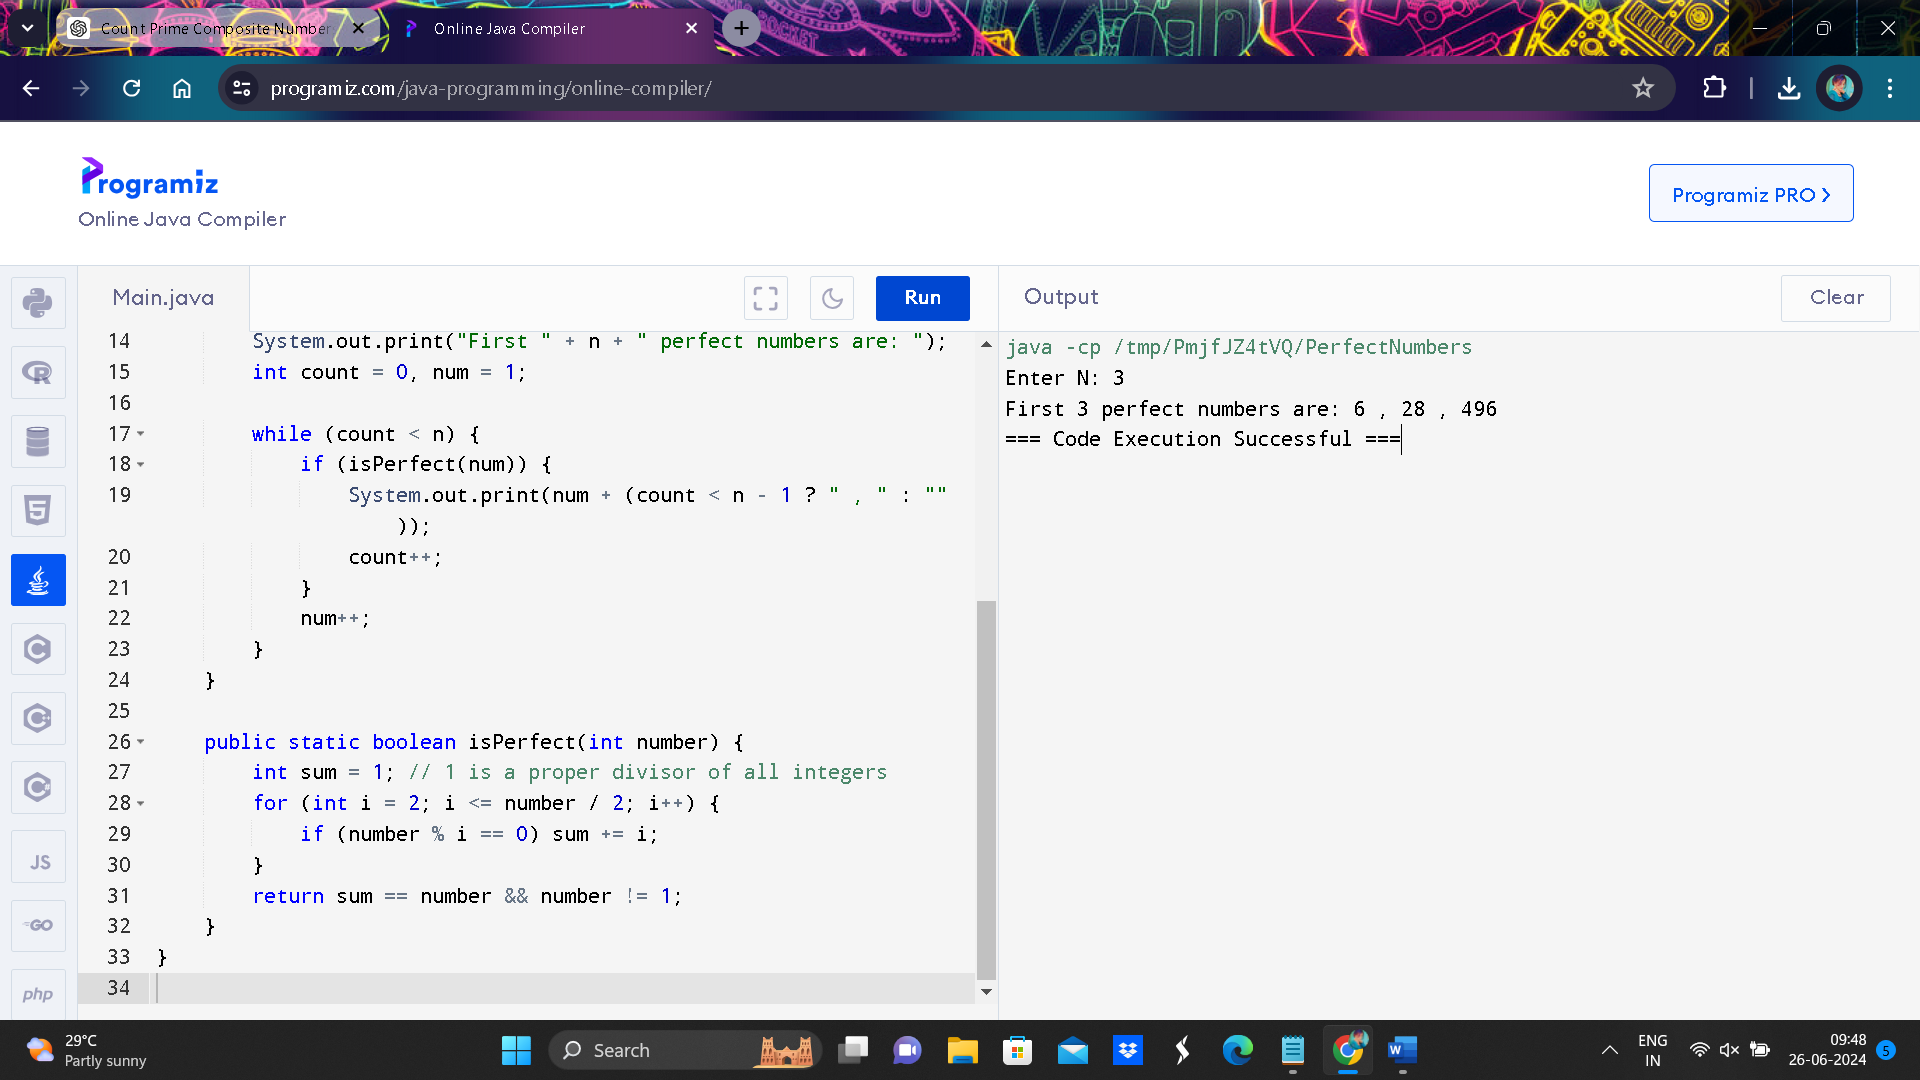 Count Prime Composite Number
Online Java Compiler
programiz.com/java-programming/online-compiler/
Programiz
Online Java Compiler
Programiz PRO
Main.java
Run
Output
Clear
14 System.out.print("First " + n + " perfect numbers are: ");
15 int count = 0, num = 1;
16
17 while (count < n) {
18 if (isPerfect(num)) {
19 System.out.print(num + (count < n - 1 ? " , " : ""
));
20 count++;
21 }
22 num++;
23 }
24 }
25
26 public static boolean isPerfect(int number) {
27 int sum = 1; // 1 is a proper divisor of all integers
28 for (int i = 2; i <= number / 2; i++) {
29 if (number % i == 0) sum += i;
30 }
31 return sum == number && number != 1;
32 }
33 }
34
java -cp /tmp/PmjfJZ4tVQ/PerfectNumbers
Enter N: 3
First 3 perfect numbers are: 6 , 28 , 496
=== Code Execution Successful ===
R
5
C
C
C
JS
GO
php
29°C
Partly sunny
Search
W
ENG
IN
09:48
26-06-2024
5